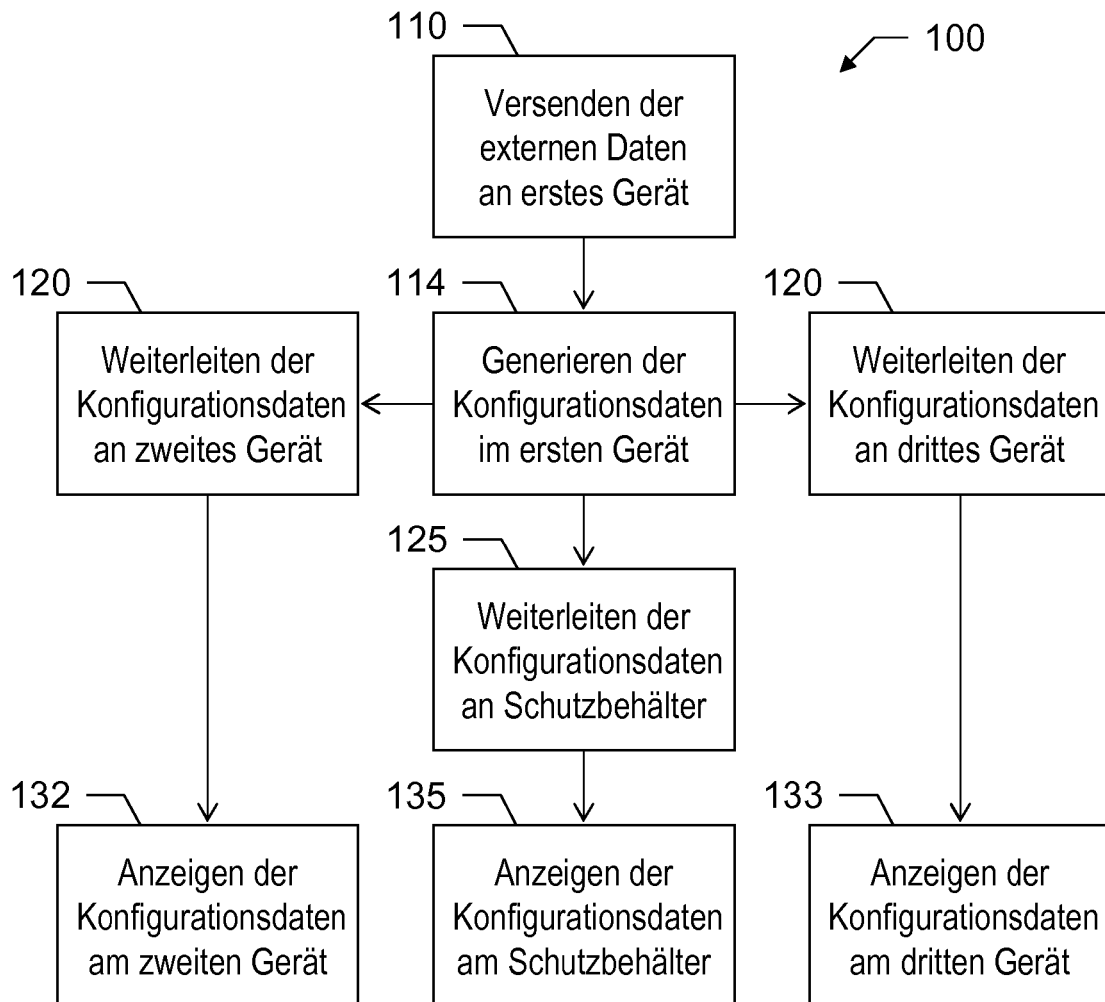 110
100
Versenden der
externen Daten
an erstes Gerät
120
114
120
Weiterleiten der
Konfigurationsdaten
an zweites Gerät
Generieren der
Konfigurationsdaten
im ersten Gerät
Weiterleiten der
Konfigurationsdaten
an drittes Gerät
125
Weiterleiten der
Konfigurationsdaten
an Schutzbehälter
132
135
133
Anzeigen der
Konfigurationsdaten
am zweiten Gerät
Anzeigen der
Konfigurationsdaten
am Schutzbehälter
Anzeigen der
Konfigurationsdaten
am dritten Gerät